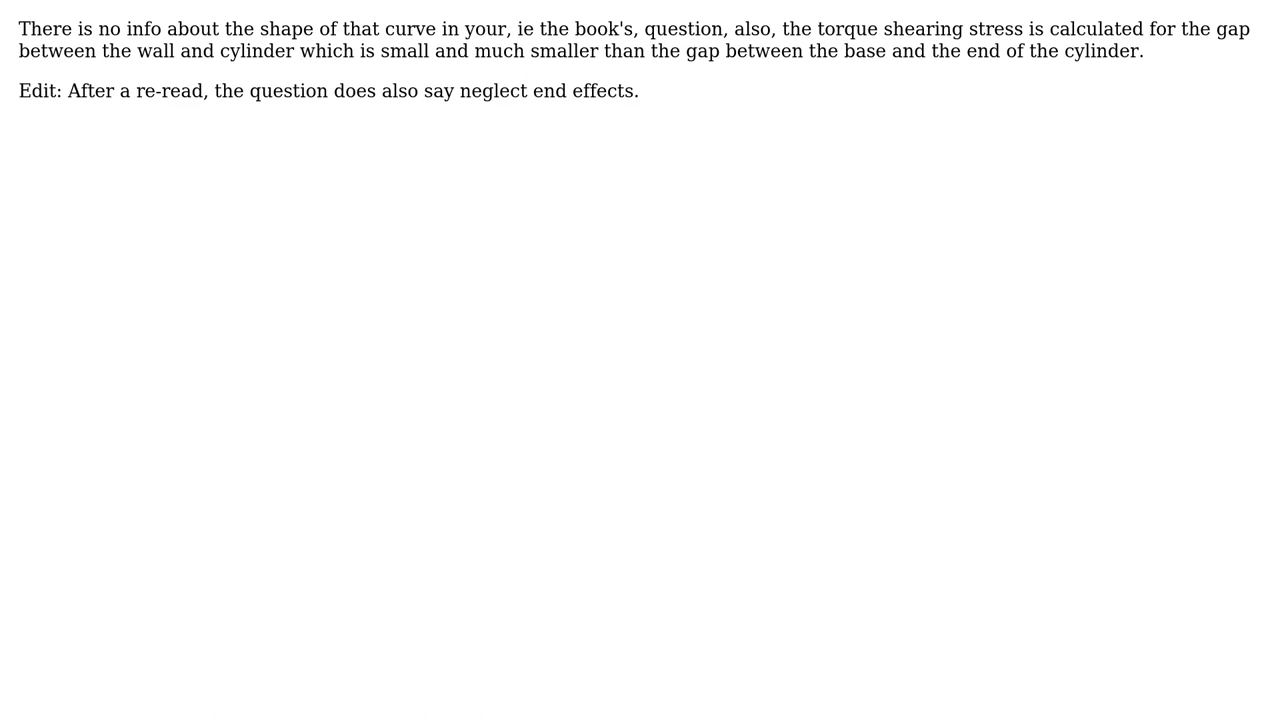 There is no info about the shape of that curve in your, ie the book's, question, also, the torque shearing stress is calculated for the gap
between the wall and cylinder which is small and much smaller than the gap between the base and the end of the cylinder.
Edit: After a re-read, the question does also say neglect end effects.